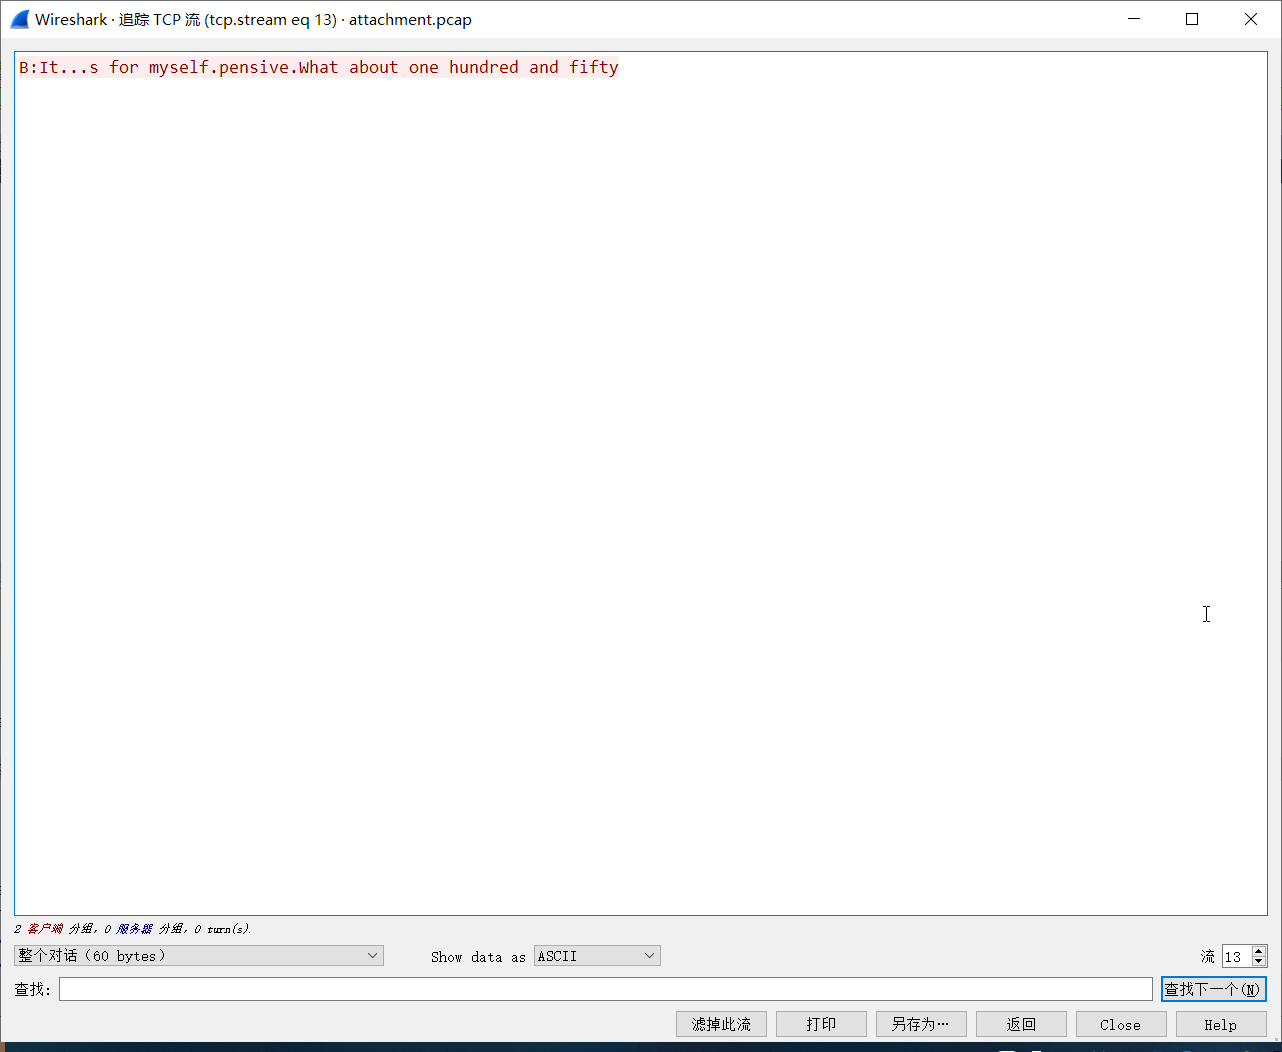 Wireshark · 追踪 TCP 流 (tcp.stream eq 13) · attachment.pcap
B:It...s for myself.pensive.What about one hundred and fifty
2 客户端 分组, 0 服务器 分组, 0 turn(s).
整个对话（60 bytes）
Show data as ASCII
流 13
查找:
查找下一个(N)
滤掉此流 打印 另存为… 返回 Close Help